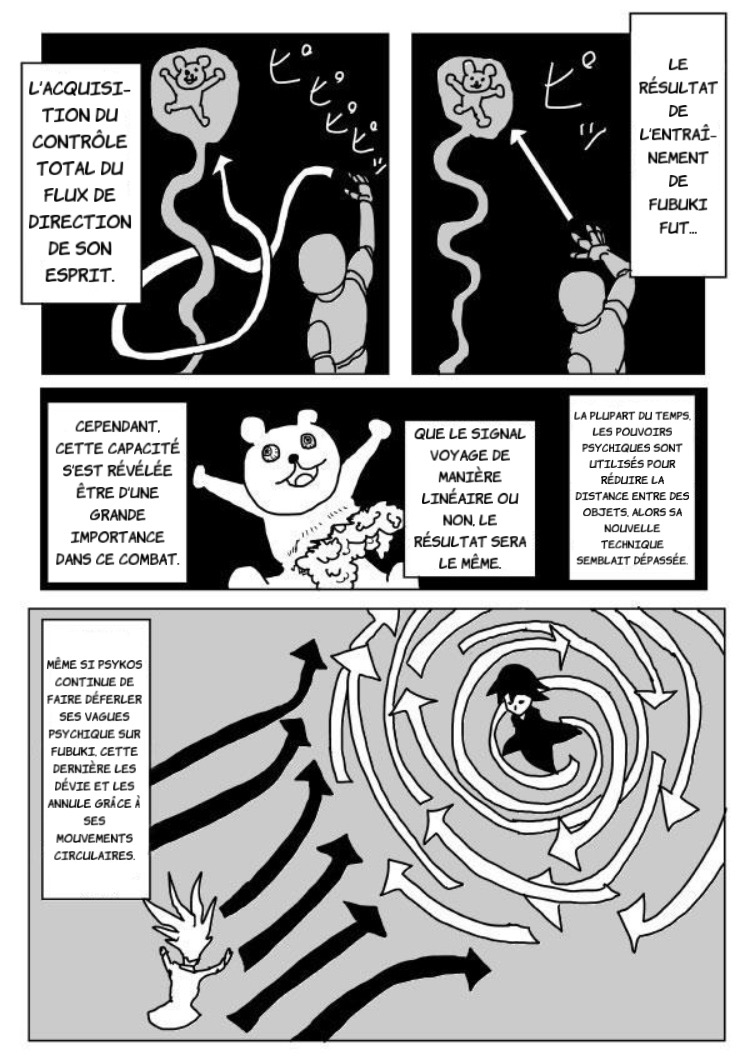 LE
RÉSULTAT
DE
L'ENTRAÎ-
NEMENT
DE
FUBUKI
FUT...
ピピッ
L'ACQUISI-
TION DU
CONTRÔLE
TOTAL DU
FLUX DE
DIRECTION
DE SON
ESPRIT.
ピピピピッ
LA PLUPART DU TEMPS,
LES POUVOIRS
PSYCHIQUES SONT
UTILISÉS POUR
RÉDUIRE LA
DISTANCE ENTRE DES
OBJETS, ALORS SA
NOUVELLE
TECHNIQUE
SEMBLAIT DÉPASSÉE.
QUE LE SIGNAL
VOYAGE DE
MANIÈRE
LINÉAIRE OU
NON, LE
RÉSULTAT SERA
LE MÊME.
CEPENDANT,
CETTE CAPACITÉ
S'EST RÉVÉLÉE
ÊTRE D'UNE
GRANDE
IMPORTANCE
DANS CE COMBAT.
MÊME SI PSYKOS
CONTINUE DE
FAIRE DÉFERLER
SES VAGUES
PSYCHIQUE SUR
FUBUKI, CETTE
DERNIÈRE LES
DÉVIE ET LES
ANNULE GRÂCE À
SES
MOUVEMENTS
CIRCULAIRES.